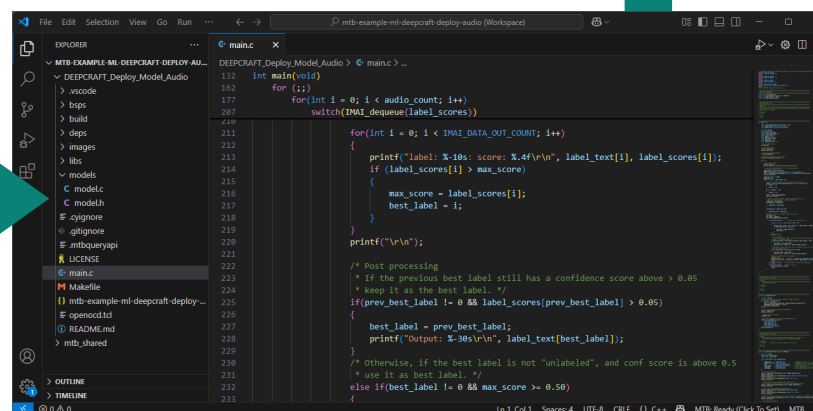 File Edit Selection View Go Run ...
mtb-example-ml-deepcraft-deploy-audio (Workspace)
EXPLORER ...
MTB-EXAMPLE-ML-DEEPCRAFT-DEPLOY-AU...
DEEPCRAFT_Deploy_Model_Audio
.vscode
bsps
build
deps
images
libs
models
C model.c
C model.h
.cyignore
.gitignore
.mtbqueryapi
LICENSE
main.c
M Makefile
{} mtb-example-ml-deepcraft-deploy-...
openocd.tcl
README.md
mtb_shared
OUTLINE
TIMELINE
main.c
DEEPCRAFT_Deploy_Model_Audio > main.c > ...
132 int main(void)
162 for (;;)
177 for(int i = 0; i < audio_count; i++)
207 switch(IMAI_dequeue(label_scores))
210
211 for(int i = 0; i < IMAI_DATA_OUT_COUNT; i++)
212 {
213 printf("label: %-10s: score: %.4f\r\n", label_text[i], label_scores[i]);
214 if (label_scores[i] > max_score)
215 {
216 max_score = label_scores[i];
217 best_label = i;
218 }
219 }
220 printf("\r\n");
221
222 /* Post processing
223 * If the previous best label still has a confidence score above > 0.05
224 * keep it as the best label. */
225 if(prev_best_label != 0 && label_scores[prev_best_label] > 0.05)
226 {
227 best_label = prev_best_label;
228 printf("Output: %-30s\r\n", label_text[best_label]);
229 }
230 /* Otherwise, if the best label is not "unlabeled", and conf score is above 0.5
231 * use it as best label. */
232 else if(best_label != 0 && max_score >= 0.50)
233 {
0 0 Ln 1, Col 1 Spaces: 4 UTF-8 CRLF {} C++ MTB: Ready (Click To Set) MTB